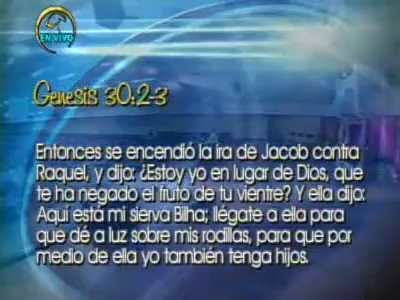 EN VIVO
Genesis 30:2-3
Entonces se encendió la ira de Jacob contra
Raquel, y dijo: ¿Estoy yo en lugar de Dios, que
te ha negado el fruto de tu vientre? Y ella dijo:
Aquí está mi sierva Bilha; llégate a ella para
que dé a luz sobre mis rodillas, para que por
medio de ella yo también tenga hijos.